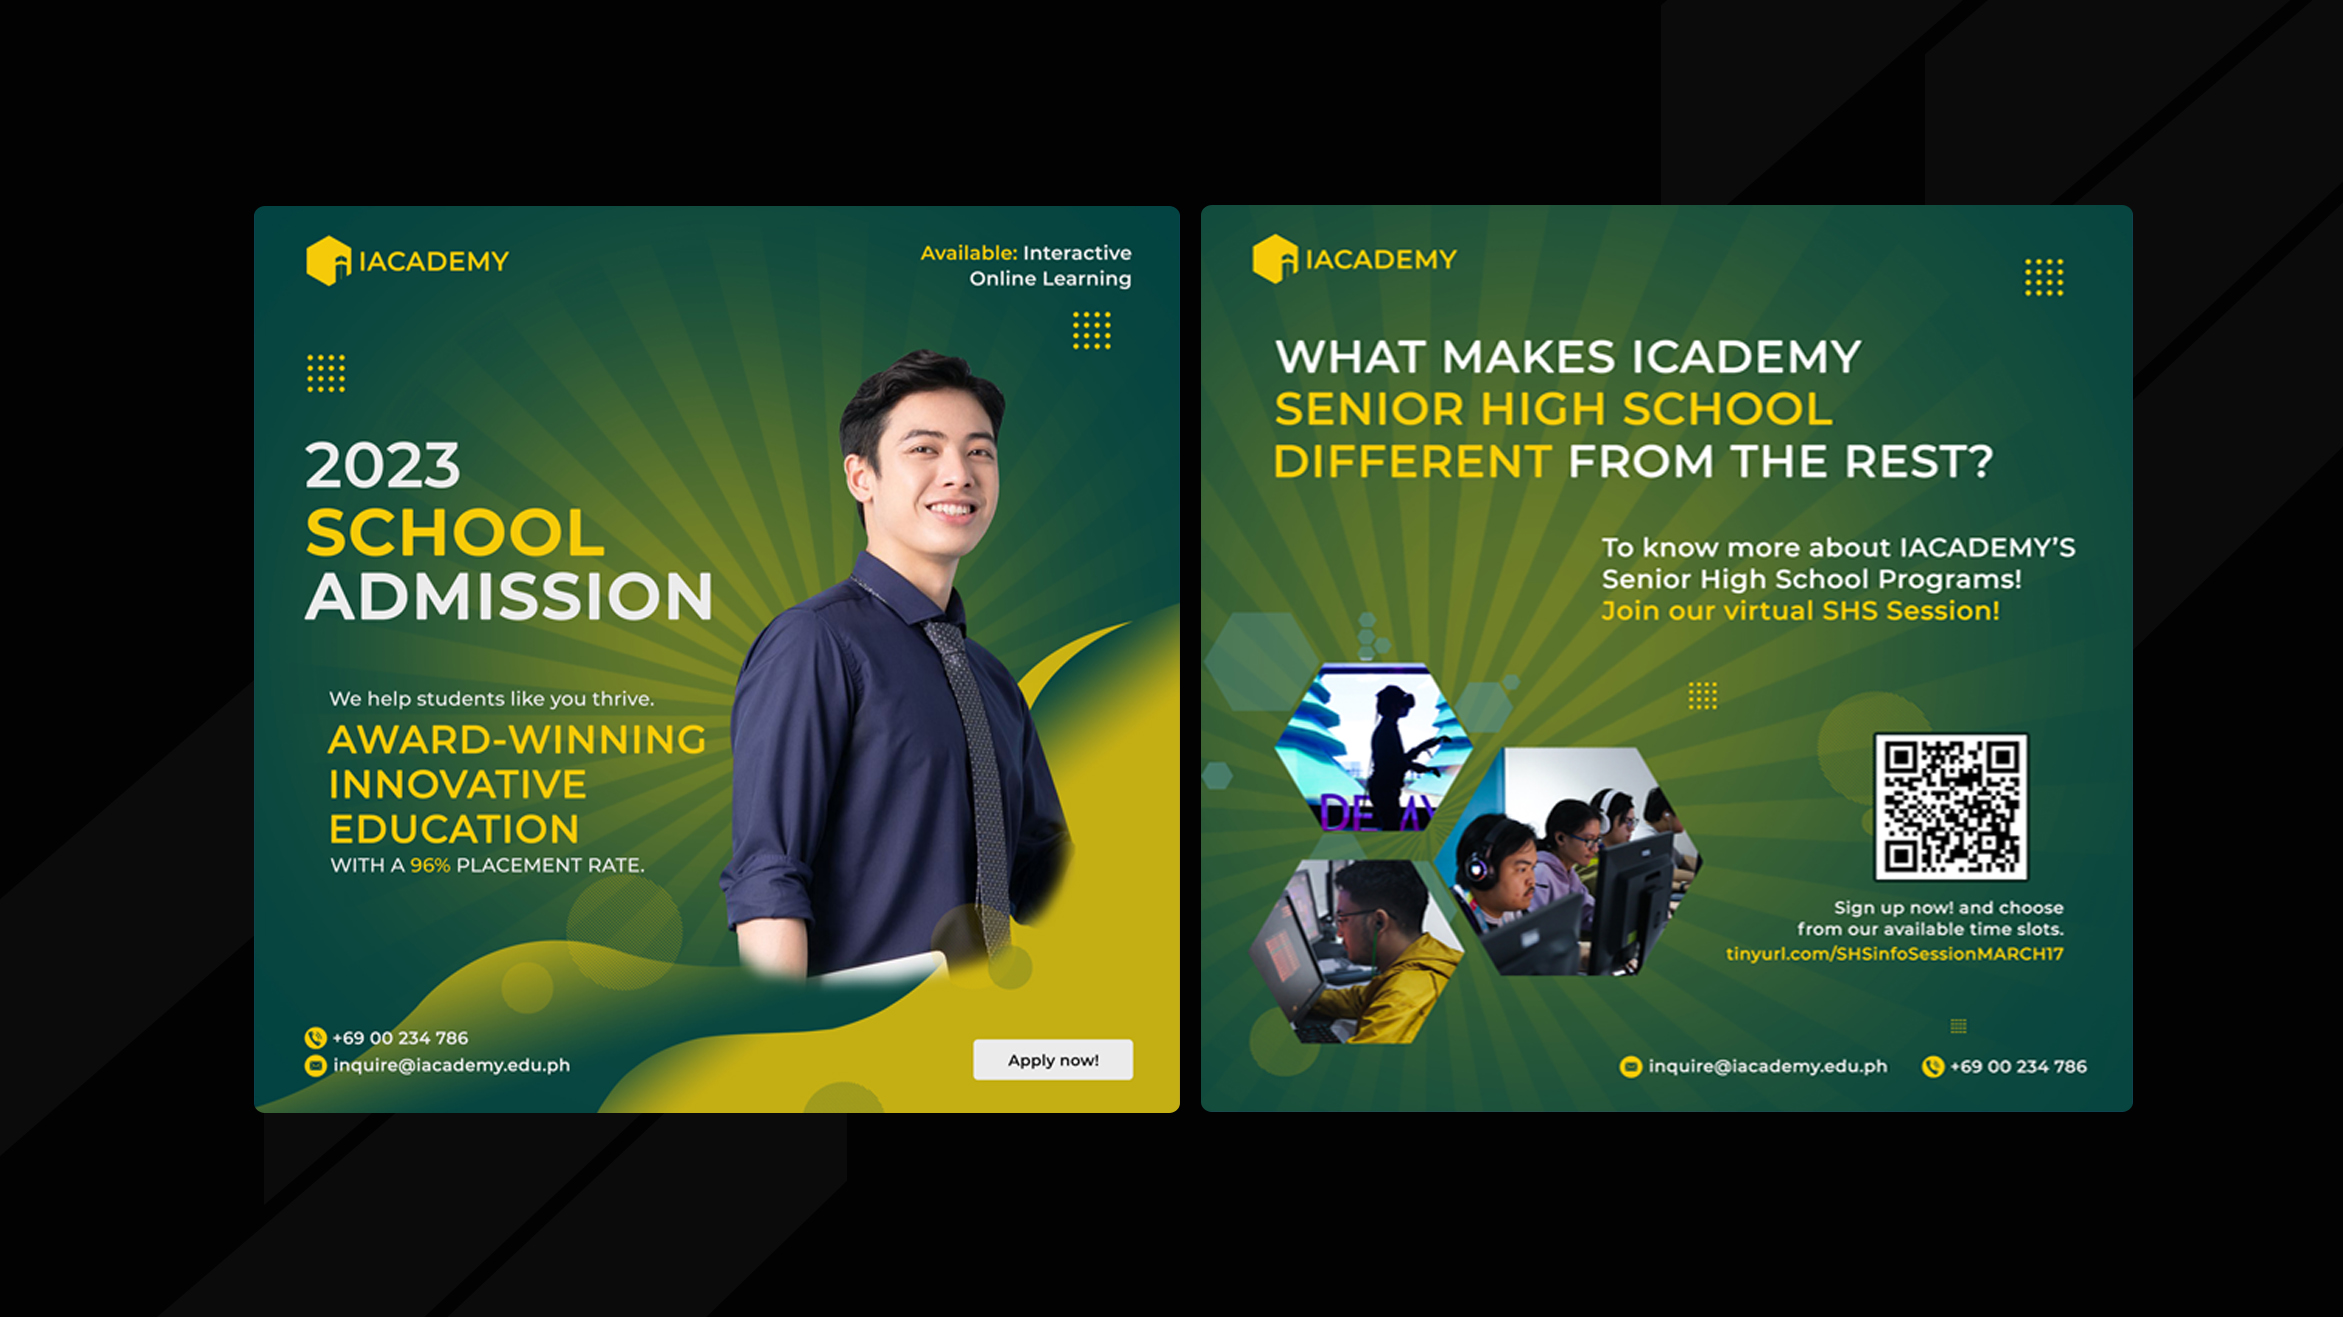 IACADEMY
Available: Interactive
Online Learning
2023
SCHOOL
ADMISSION
We help students like you thrive.
AWARD-WINNING
INNOVATIVE
EDUCATION
WITH A 96% PLACEMENT RATE.
+69 00 234 786
inquire@iacademy.edu.ph
Apply now!
IACADEMY
WHAT MAKES ICADEMY
SENIOR HIGH SCHOOL
DIFFERENT FROM THE REST?
To know more about IACADEMY'S
Senior High School Programs!
Join our virtual SHS Session!
Sign up now! and choose
from our available time slots.
tinyurl.com/SHSinfoSessionMARCH17
inquire@iacademy.edu.ph
+69 00 234 786